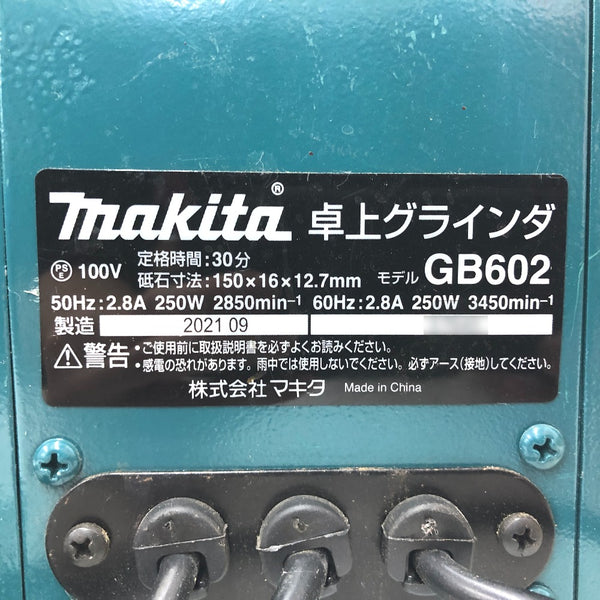 makita® 卓上グラインダ
PS E 100V 定格時間:30分
砥石寸法:150×16×12.7mm モデル GB602
50Hz:2.8A 250W 2850min⁻¹ 60Hz:2.8A 250W 3450min⁻¹
製造 2021 09
⚠警告 •ご使用前に取扱説明書を必ずよくお読みください。
•感電の恐れがあります。雨中では使用しないでください。必ずアース(接地)してください。
株式会社マキタ Made in China